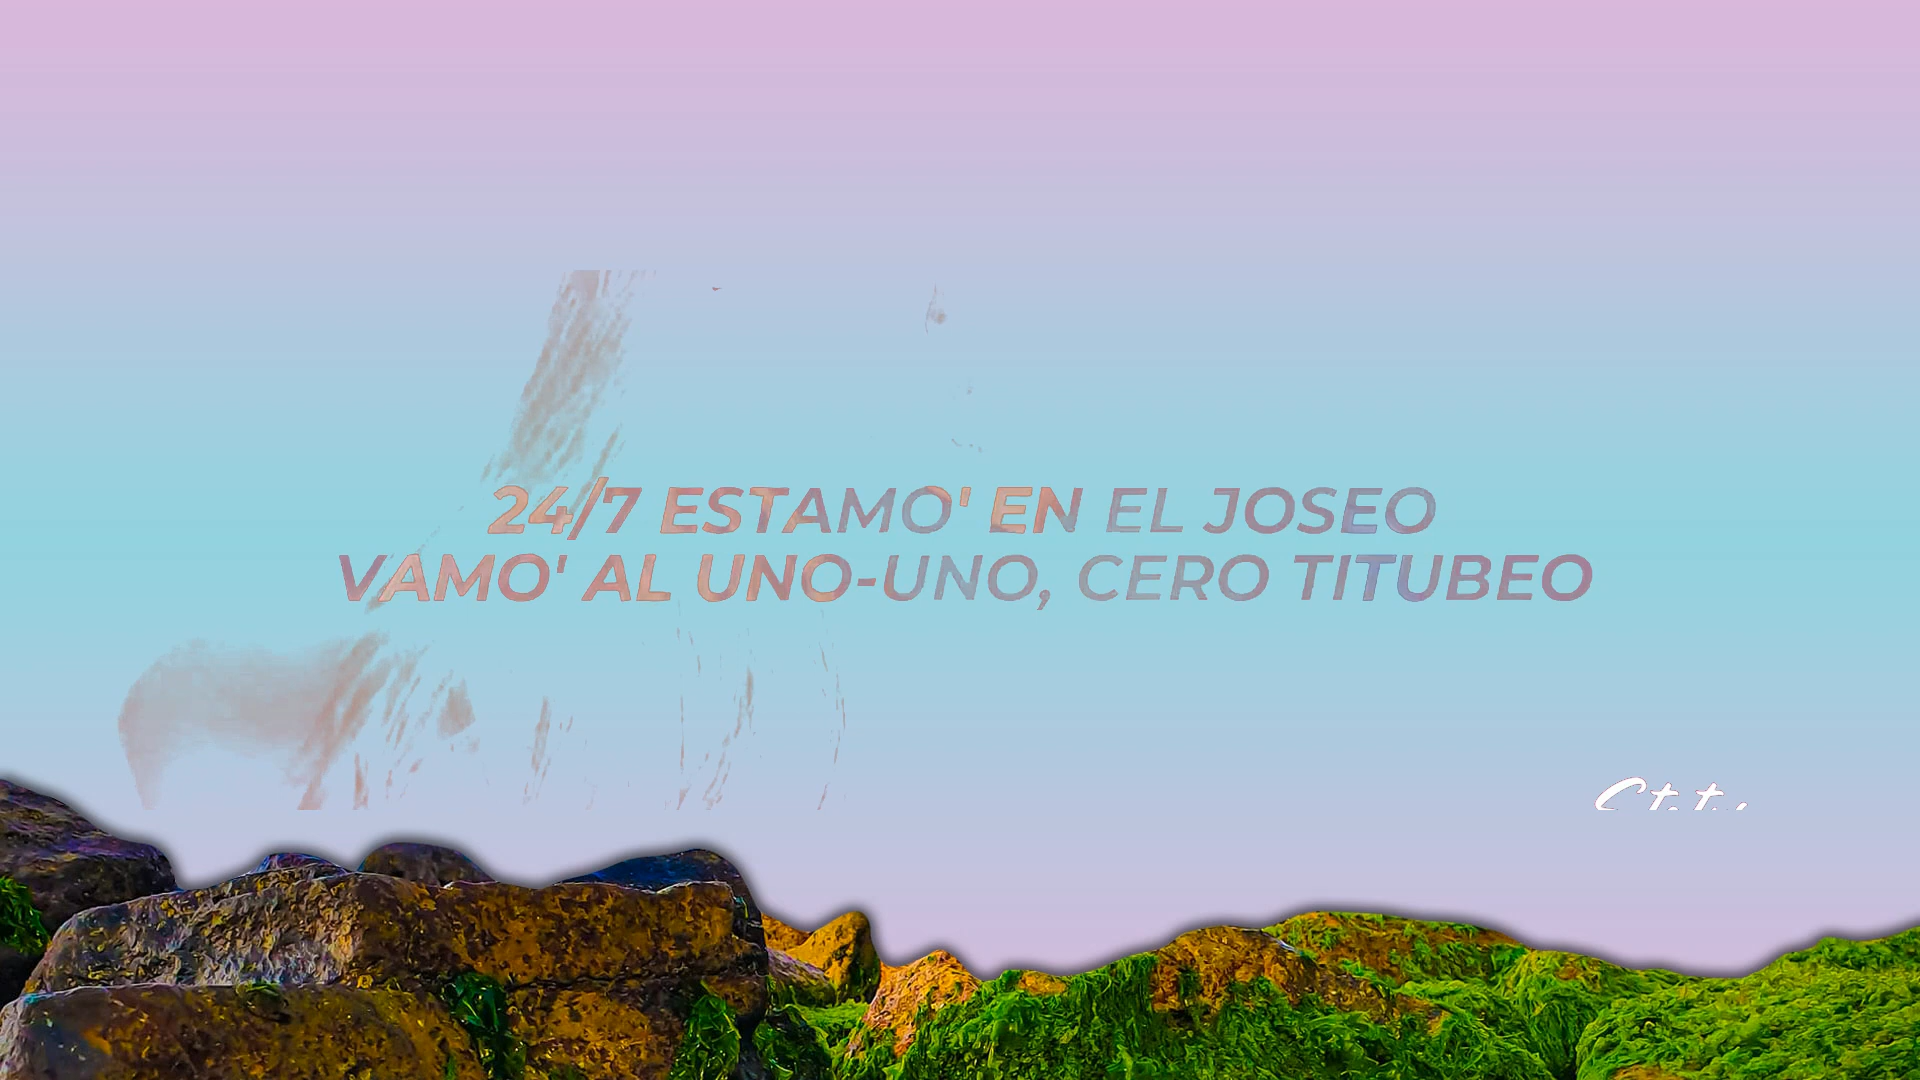 24/7 ESTAMO' EN EL JOSEO
VAMO' AL UNO-UNO, CERO TITUBEO